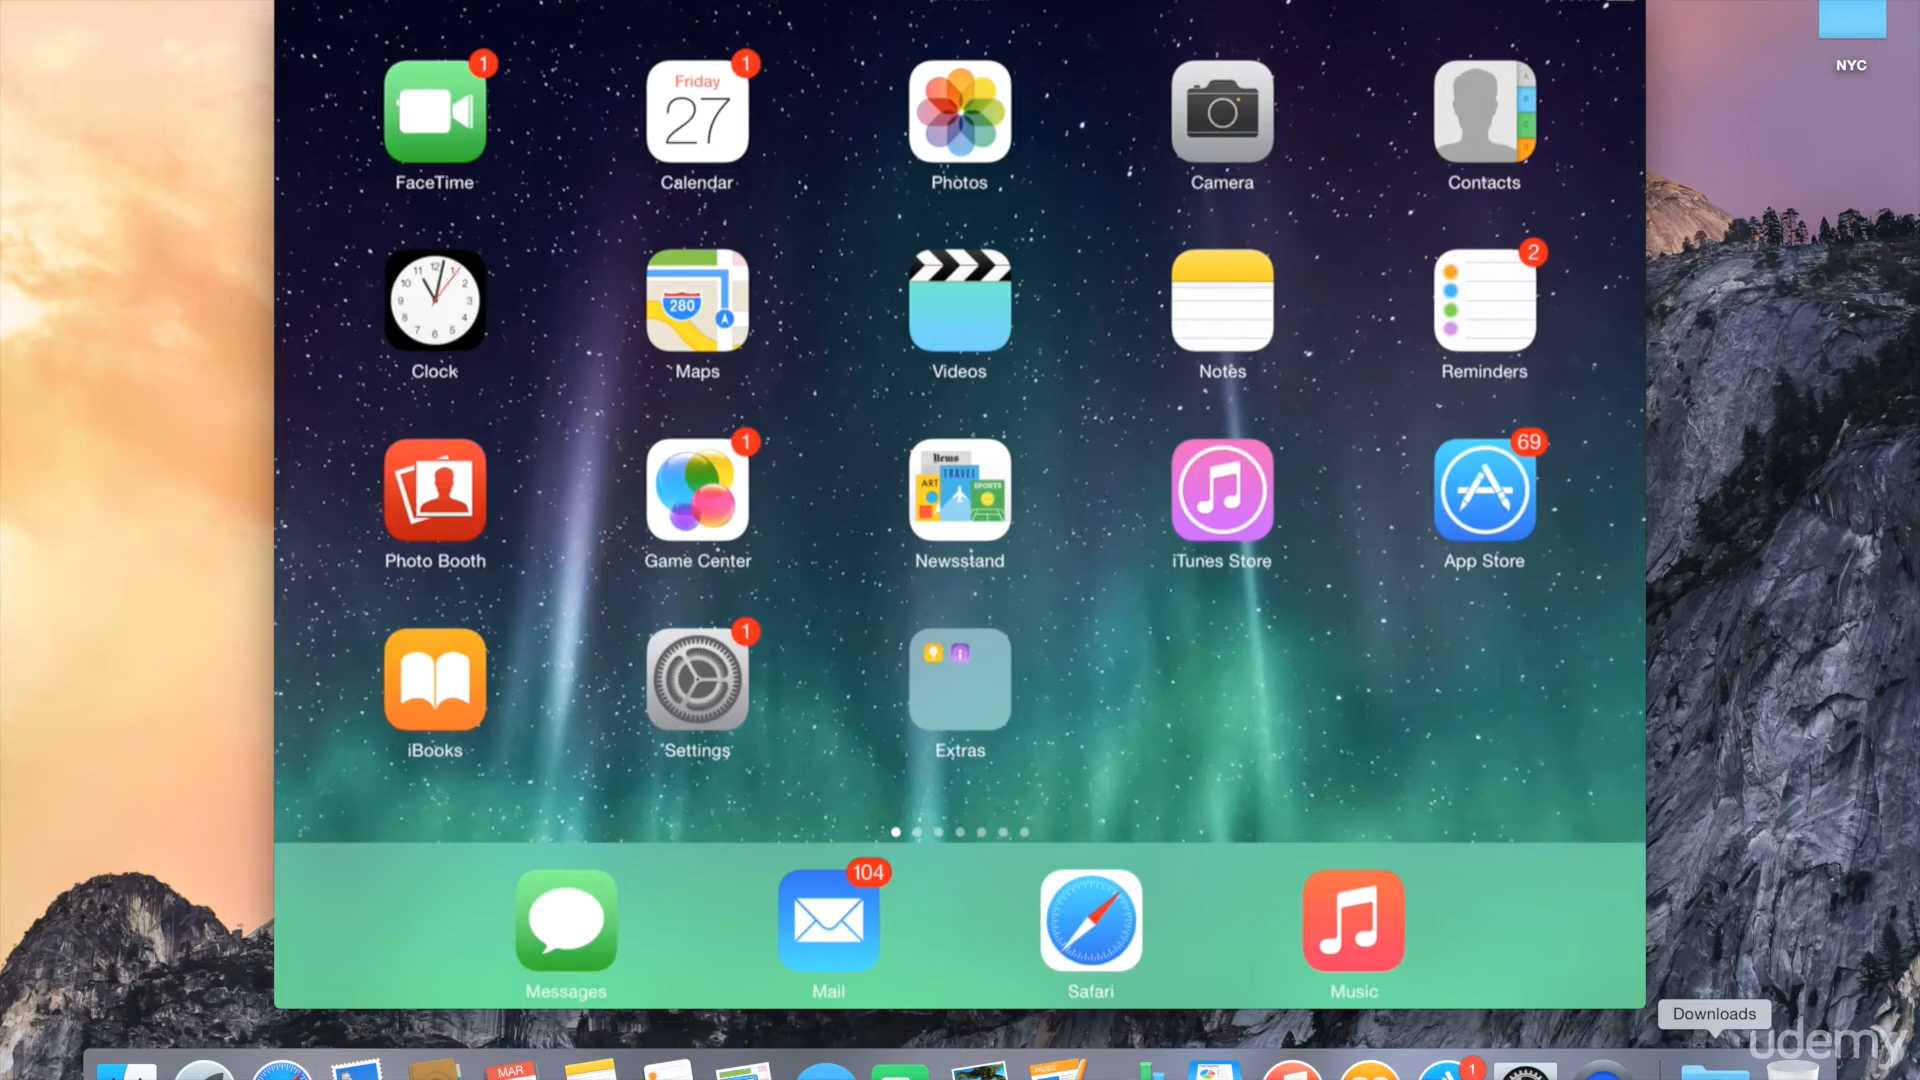 NYC
1
1
Friday
27
FaceTime
Calendar
Photos
Camera
Contacts
2
280
Clock
Maps
Videos
Notes
Reminders
1
69
News
TRAVEL
ART
SPORTS
Photo Booth
Game Center
Newsstand
iTunes Store
App Store
1
iBooks
Settings
Extras
104
Messages
Mail
Safari
Music
Downloads
udemy
MAR
PAGES
1